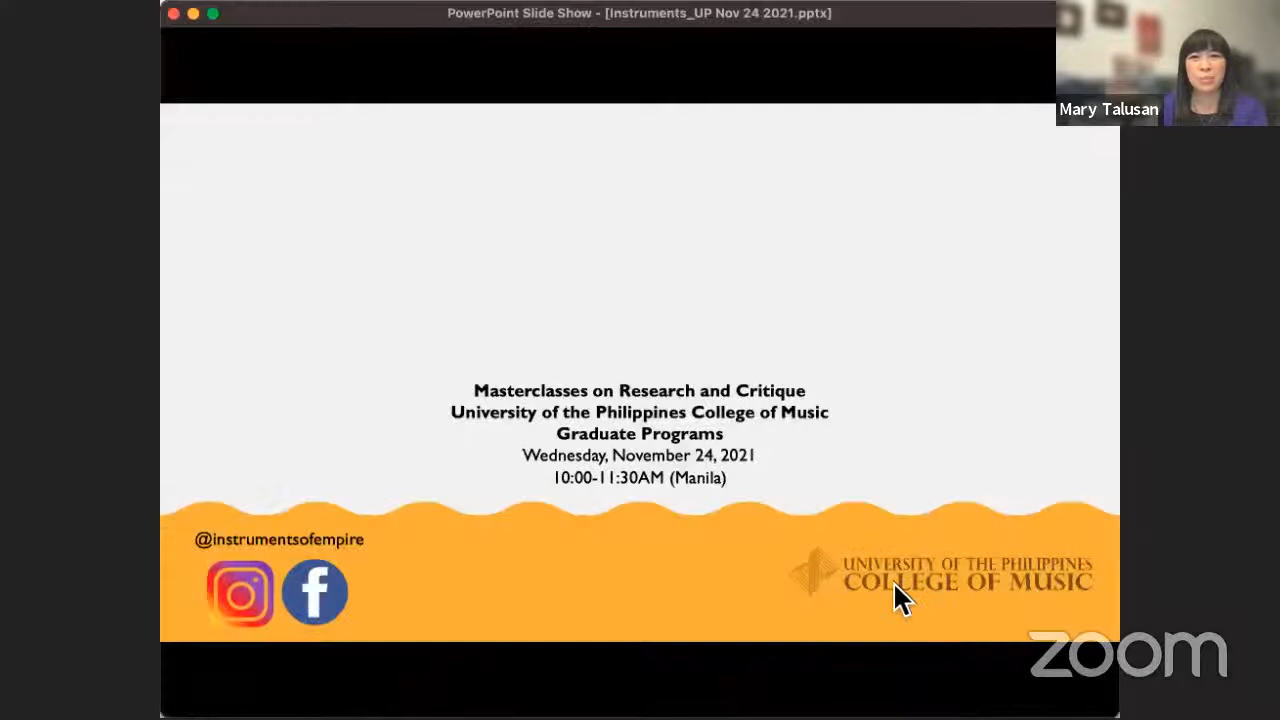 PowerPoint Slide Show - [Instruments_UP Nov 24 2021.pptx]
Mary Talusan
Masterclasses on Research and Critique
University of the Philippines College of Music
Graduate Programs
Wednesday, November 24, 2021
10:00-11:30AM (Manila)
@instrumentsofempire
UNIVERSITY OF THE PHILIPPINES
COLLEGE OF MUSIC
zoom